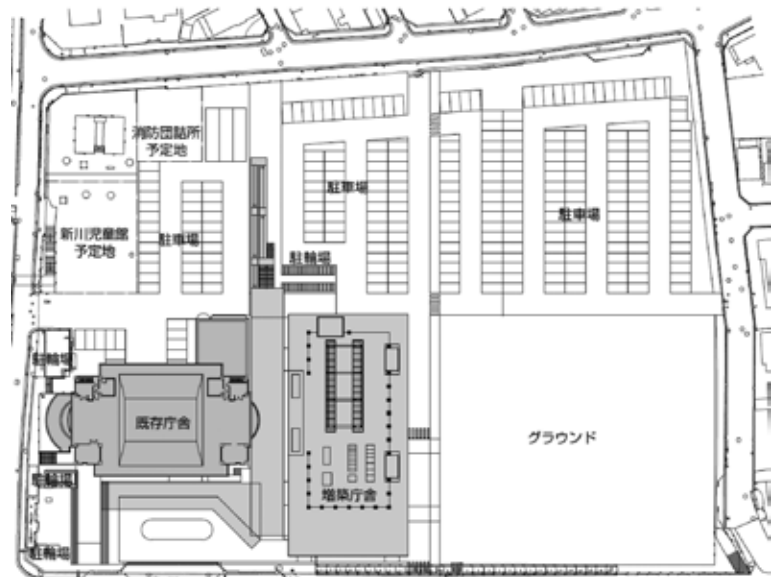 消防団詰所
予定地
駐車場
駐車場
新川児童館
予定地
駐車場
駐輪場
駐輪場
既存庁舎
グラウンド
駐輪場
増築庁舎
駐輪場